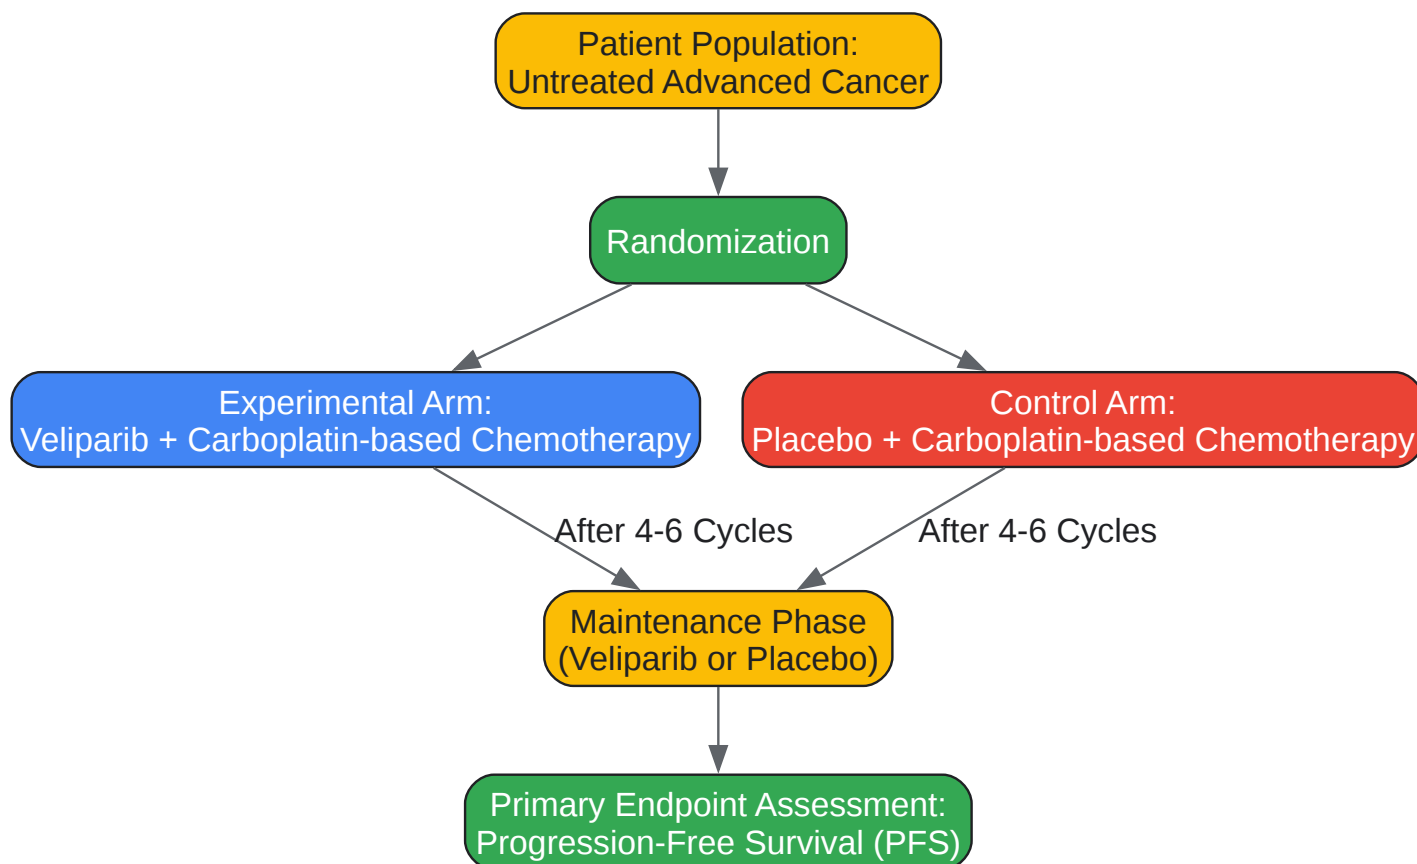 Patient Population:
Untreated Advanced Cancer
Randomization
Experimental Arm:
Veliparib + Carboplatin-based Chemotherapy
Control Arm:
Placebo + Carboplatin-based Chemotherapy
After 4-6 Cycles
After 4-6 Cycles
Maintenance Phase
(Veliparib or Placebo)
Primary Endpoint Assessment:
Progression-Free Survival (PFS)